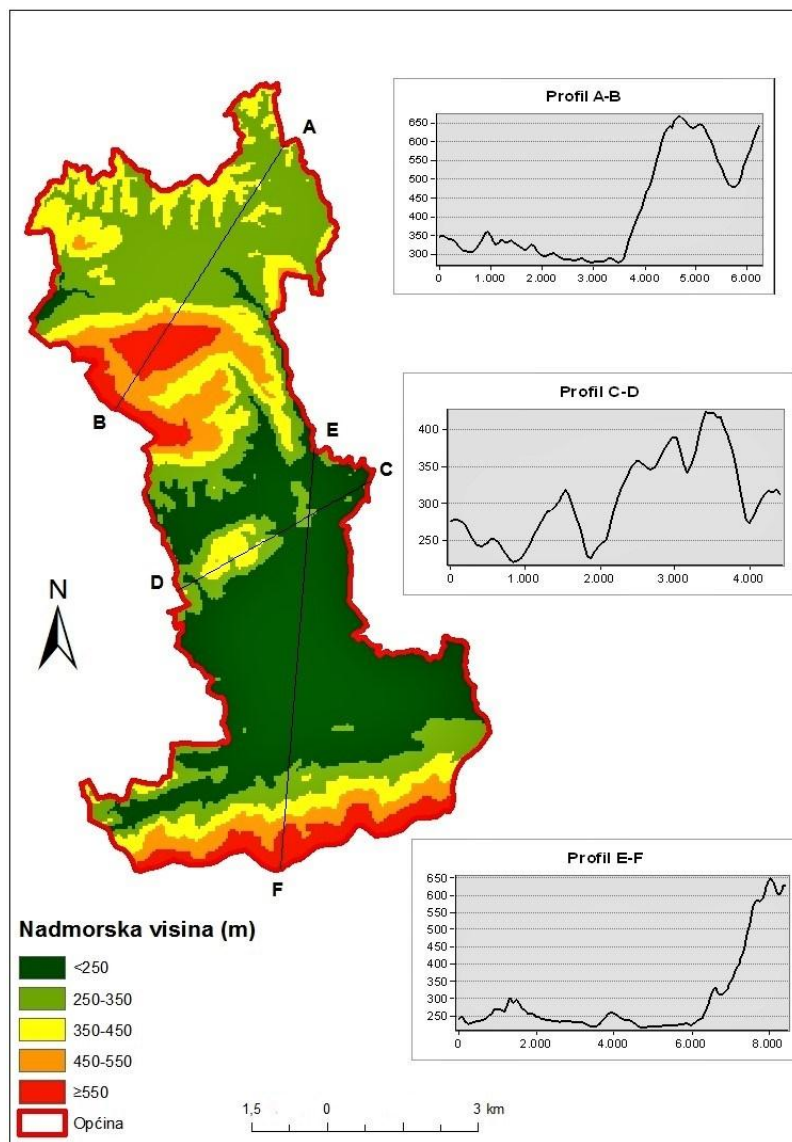 A
B
E
C
D
F
N
Profil A-B
650
600
550
500
450
400
350
300
0 1.000 2.000 3.000 4.000 5.000 6.000
Profil C-D
400
350
300
250
0 1.000 2.000 3.000 4.000
Profil E-F
650
600
550
500
450
400
350
300
250
0 2.000 4.000 6.000 8.000
Nadmorska visina (m)
<250
250-350
350-450
450-550
≥550
Općina
1,5 0 3 km